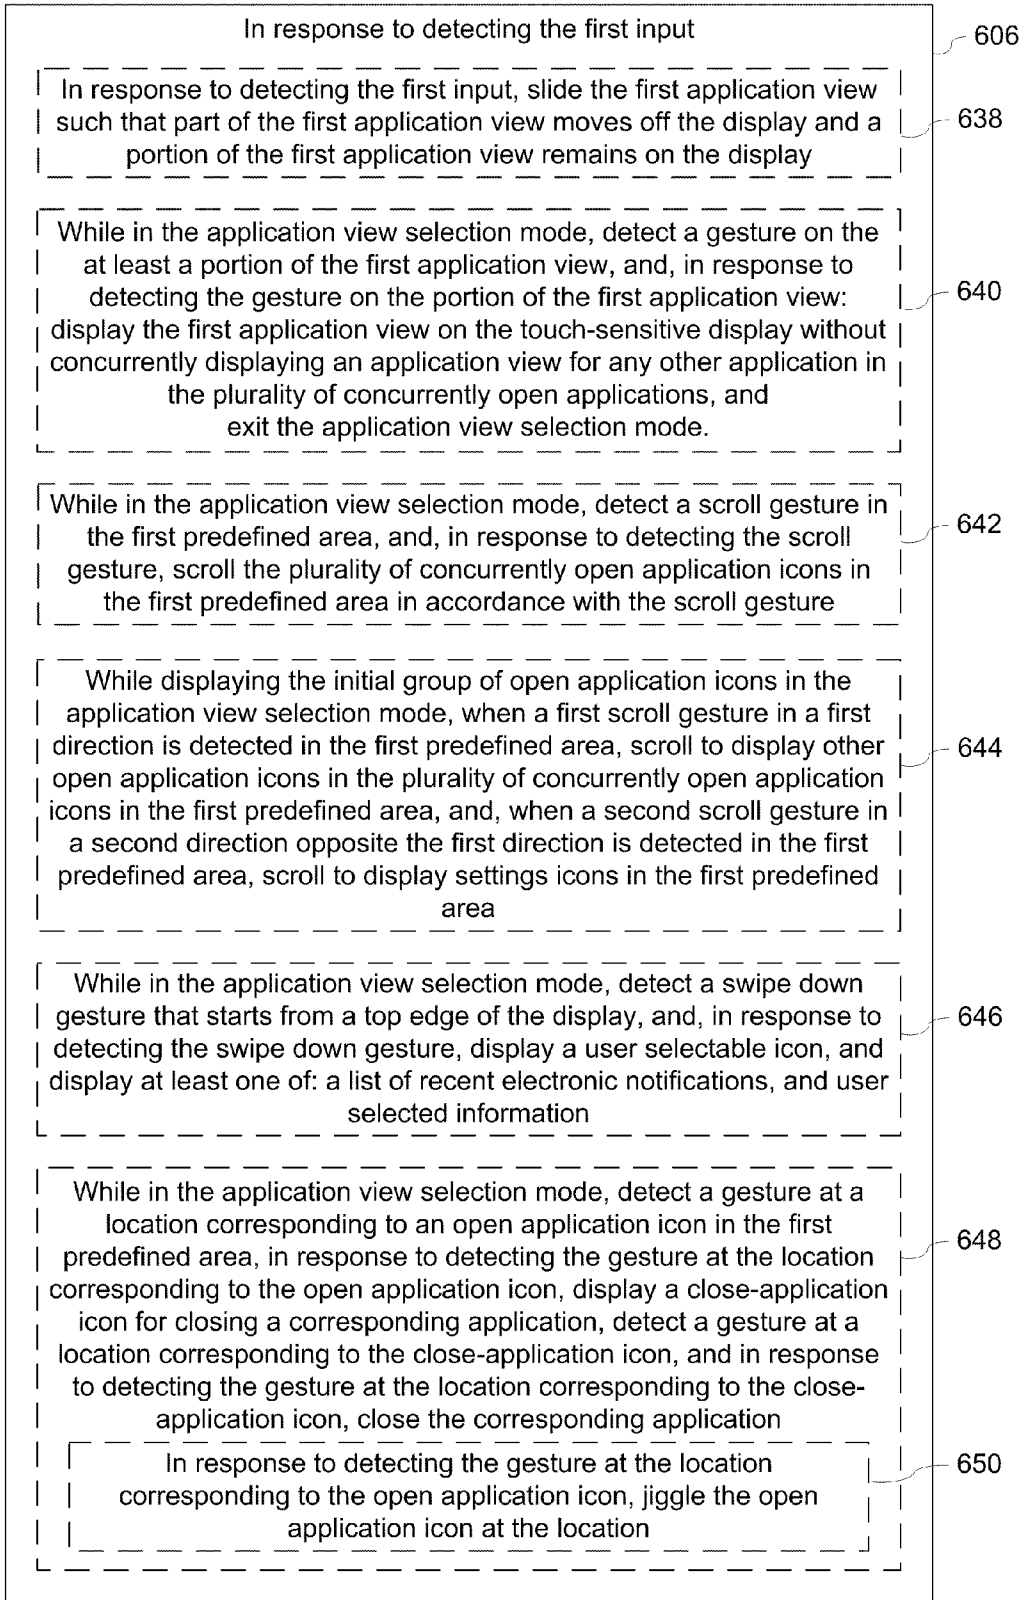 In response to detecting the first input
606
In response to detecting the first input, slide the first application view
such that part of the first application view moves off the display and a
portion of the first application view remains on the display
638
While in the application view selection mode, detect a gesture on the
at least a portion of the first application view, and, in response to
detecting the gesture on the portion of the first application view:
display the first application view on the touch-sensitive display without
concurrently displaying an application view for any other application in
the plurality of concurrently open applications, and
exit the application view selection mode.
640
While in the application view selection mode, detect a scroll gesture in
the first predefined area, and, in response to detecting the scroll
gesture, scroll the plurality of concurrently open application icons in
the first predefined area in accordance with the scroll gesture
642
While displaying the initial group of open application icons in the
application view selection mode, when a first scroll gesture in a first
direction is detected in the first predefined area, scroll to display other
open application icons in the plurality of concurrently open application
icons in the first predefined area, and, when a second scroll gesture in
a second direction opposite the first direction is detected in the first
predefined area, scroll to display settings icons in the first predefined
area
644
While in the application view selection mode, detect a swipe down
gesture that starts from a top edge of the display, and, in response to
detecting the swipe down gesture, display a user selectable icon, and
display at least one of: a list of recent electronic notifications, and user
selected information
646
While in the application view selection mode, detect a gesture at a
location corresponding to an open application icon in the first
predefined area, in response to detecting the gesture at the location
corresponding to the open application icon, display a close-application
icon for closing a corresponding application, detect a gesture at a
location corresponding to the close-application icon, and in response
to detecting the gesture at the location corresponding to the close-
application icon, close the corresponding application
648
In response to detecting the gesture at the location
corresponding to the open application icon, jiggle the open
application icon at the location
650